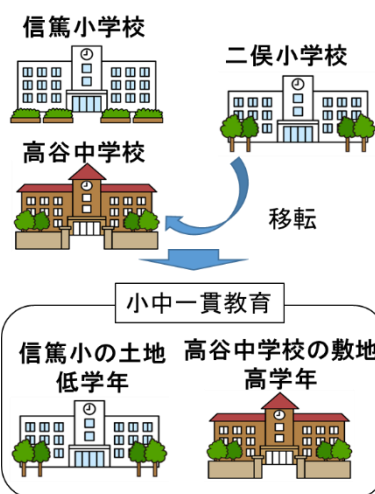 信篤小学校
二俣小学校
高谷中学校
移転
小中一貫教育
信篤小の土地
低学年
高谷中学校の敷地
高学年